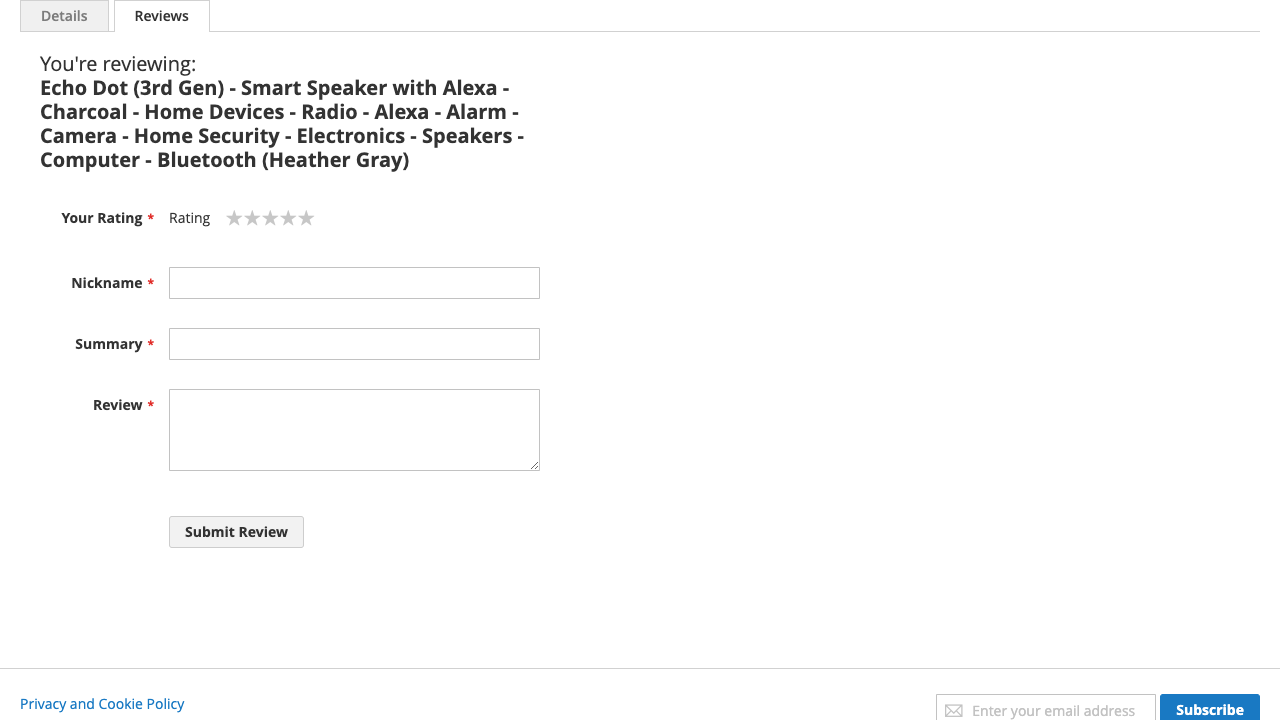 Details
Reviews
You're reviewing:
Echo Dot (3rd Gen) - Smart Speaker with Alexa -
Charcoal - Home Devices - Radio - Alexa - Alarm -
Camera - Home Security - Electronics - Speakers -
Computer - Bluetooth (Heather Gray)
Your Rating *
Rating
Nickname *
Summary *
Review *
Submit Review
Privacy and Cookie Policy
Enter your email address
Subscribe